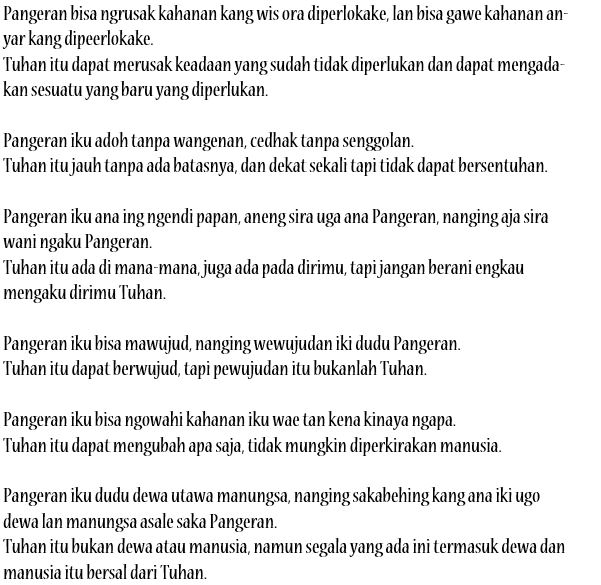 Pangeran bisa ngrusak kahanan kang wis ora diperlokake, lan bisa gawe kahanan an-
yar kang dipeerlokake.
Tuhan itu dapat merusak keadaan yang sudah tidak diperlukan dan dapat mengada-
kan sesuatu yang baru yang diperlukan.
Pangeran iku adoh tanpa wangenan, cedhak tanpa senggolan.
Tuhan itu jauh tanpa ada batasnya, dan dekat sekali tapi tidak dapat bersentuhan.
Pangeran iku ana ing ngendi papan, aneng sira uga ana Pangeran, nanging aja sira
wani ngaku Pangeran.
Tuhan itu ada di mana-mana, juga ada pada dirimu, tapi jangan berani engkau
mengaku dirimu Tuhan.
Pangeran iku bisa mawujud, nanging wewujudan iki dudu Pangeran.
Tuhan itu dapat berwujud, tapi pewujudan itu bukanlah Tuhan.
Pangeran iku bisa ngowahi kahanan iku wae tan kena kinaya ngapa.
Tuhan itu dapat mengubah apa saja, tidak mungkin diperkirakan manusia.
Pangeran iku dudu dewa utawa manungsa, nanging sakabehing kang ana iki ugo
dewa lan manungsa asale saka Pangeran.
Tuhan itu bukan dewa atau manusia, namun segala yang ada ini termasuk dewa dan
manusia itu bersal dari Tuhan.